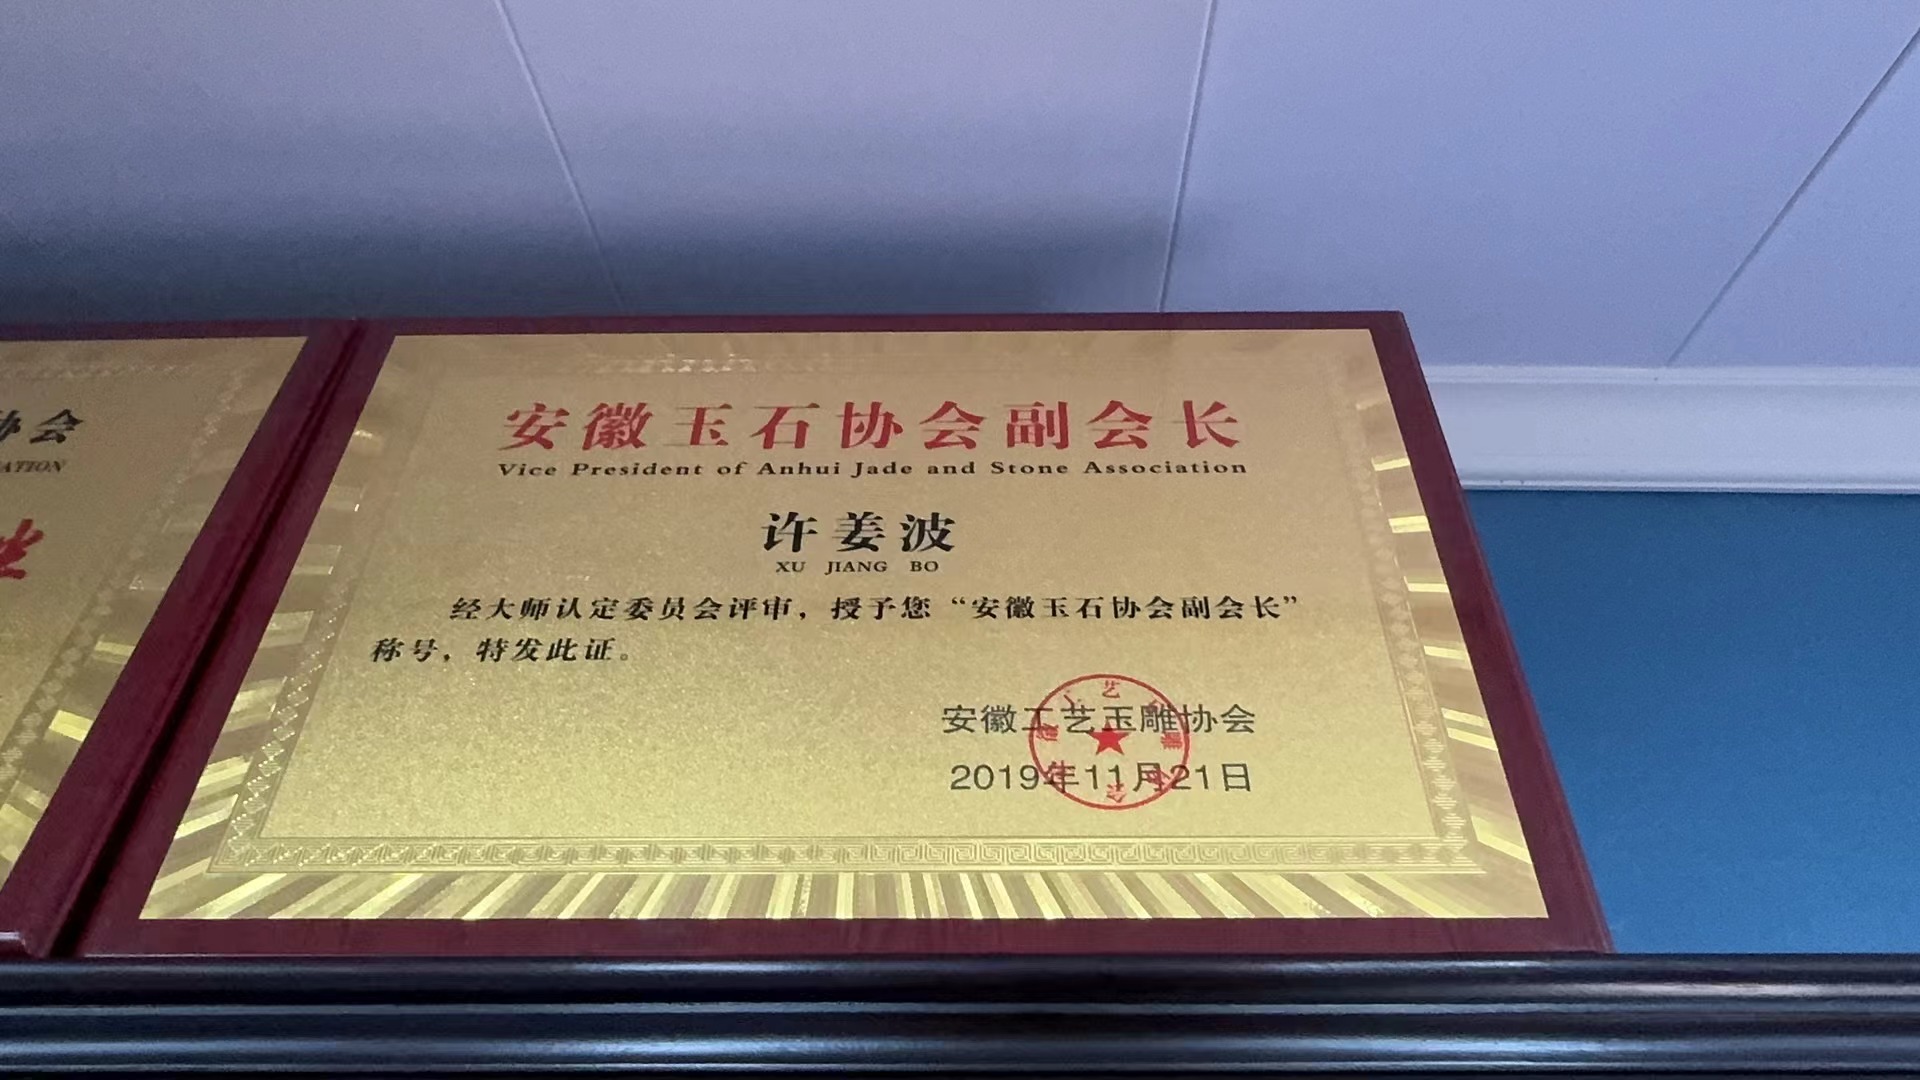 协会
ATION
安徽玉石协会副会长
Vice President of Anhui Jade and Stone Association
许姜波
XU JIANG BO
经大师认定委员会评审，授予您“安徽玉石协会副会长”
称号，特发此证。
安徽工艺玉雕协会
2019年11月21日